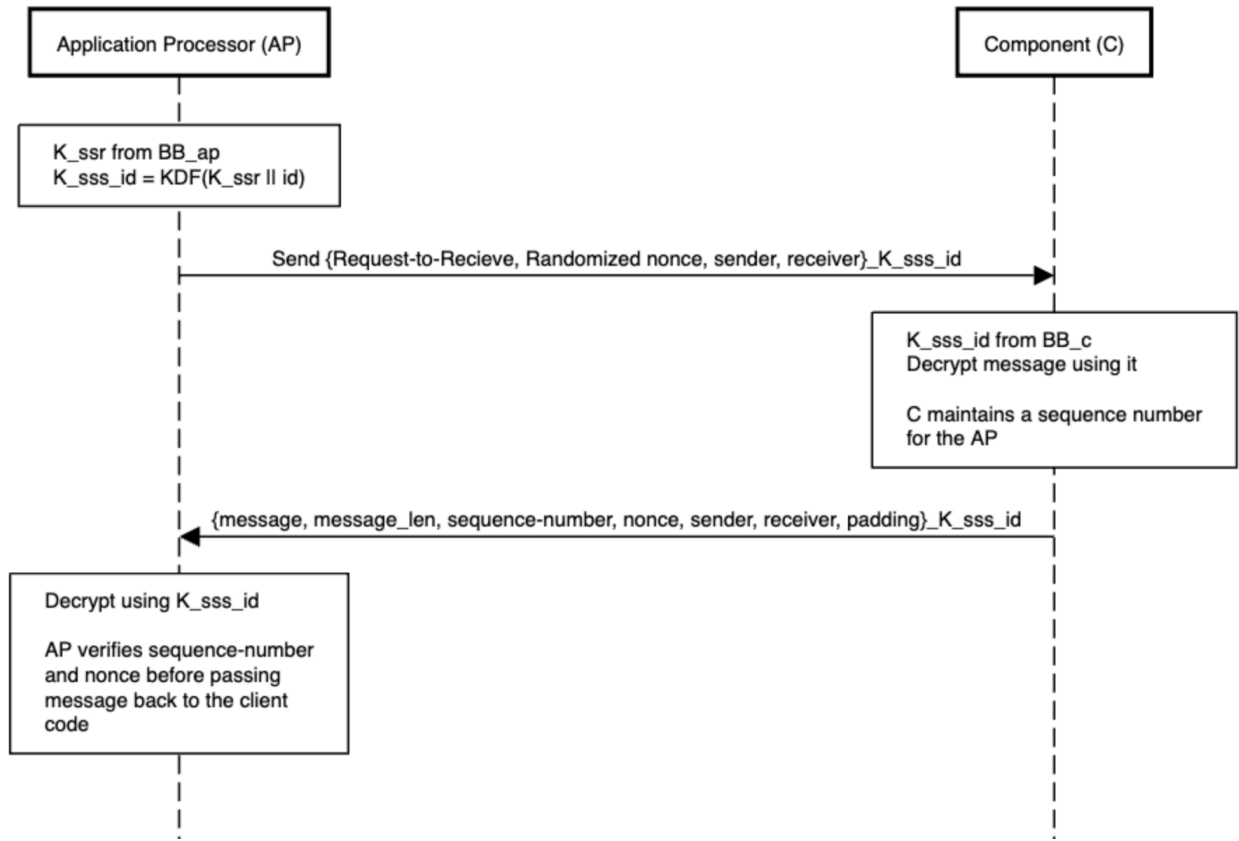 Application Processor (AP)
Component (C)
K_ssr from BB_ap
K_sss_id = KDF(K_ssr || id)
Send {Request-to-Recieve, Randomized nonce, sender, receiver}_K_sss_id
K_sss_id from BB_c
Decrypt message using it
C maintains a sequence number
for the AP
{message, message_len, sequence-number, nonce, sender, receiver, padding}_K_sss_id
Decrypt using K_sss_id
AP verifies sequence-number
and nonce before passing
message back to the client
code